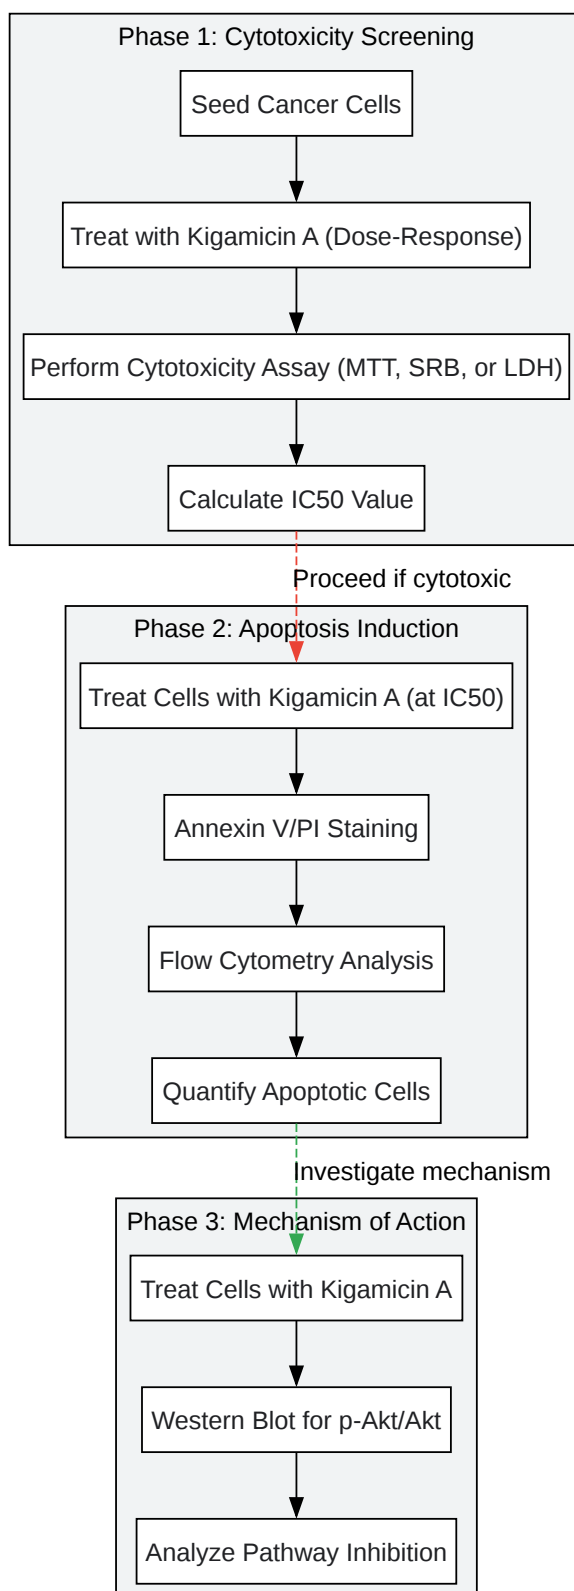 Phase 1: Cytotoxicity Screening
Seed Cancer Cells
Treat with Kigamicin A (Dose-Response)
Perform Cytotoxicity Assay (MTT, SRB, or LDH)
Calculate IC50 Value
Proceed if cytotoxic
Phase 2: Apoptosis Induction
Treat Cells with Kigamicin A (at IC50)
Annexin V/PI Staining
Flow Cytometry Analysis
Quantify Apoptotic Cells
Investigate mechanism
Phase 3: Mechanism of Action
Treat Cells with Kigamicin A
Western Blot for p-Akt/Akt
Analyze Pathway Inhibition